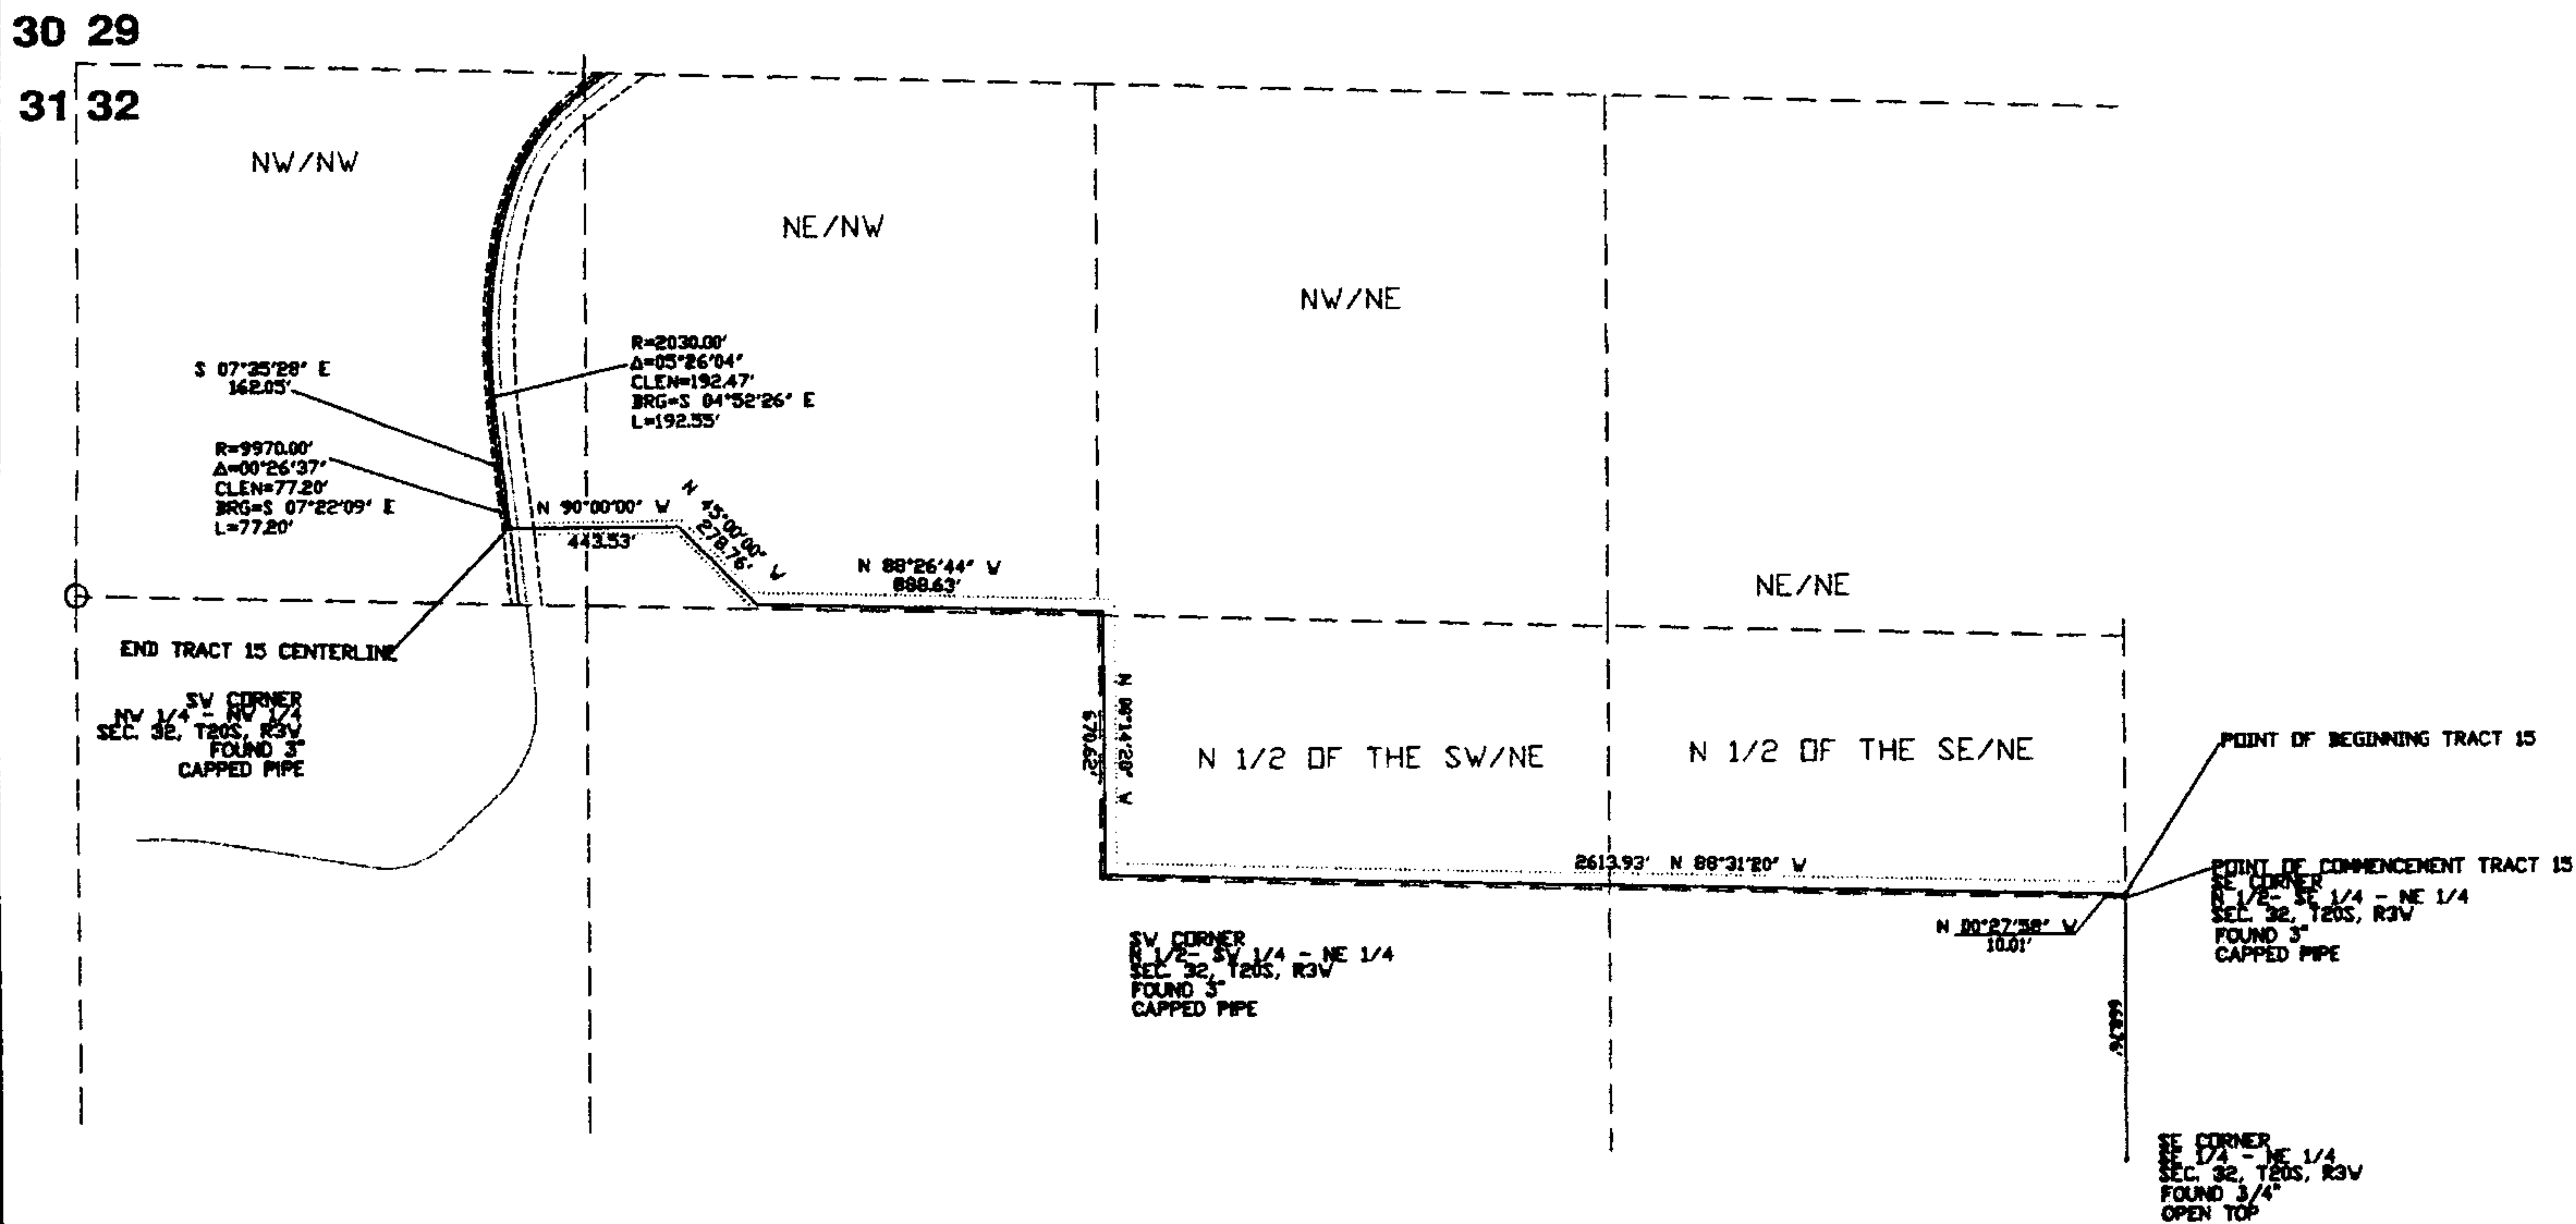 30 29
31 32
NW/NW
NE/NW
NW/NE
NE/NE
S 07°35'28" E
162.05'
R=2030.00'
Δ=05°26'04"
CLEN=192.47'
BRG=S 04°52'26" E
L=192.55'
R=9970.00'
Δ=00°26'37"
CLEN=77.20'
BRG=S 07°22'09" E
L=77.20'
N 90°00'00" W
443.53'
N 45°00'00" W
278.76'
N 88°26'44" W
888.63'
END TRACT 15 CENTERLINE
SW CORNER
NW 1/4 - NW 1/4
SEC. 32, T20S, R3W
FOUND 3"
CAPPED PIPE
N 00°14'20" W
670.62'
N 1/2 OF THE SW/NE
N 1/2 OF THE SE/NE
2613.93' N 88°31'20" W
POINT OF BEGINNING TRACT 15
POINT OF COMMENCEMENT TRACT 15
SE CORNER
N 1/2- SE 1/4 - NE 1/4
SEC. 32, T20S, R3W
FOUND 3"
CAPPED PIPE
N 00°27'58" W
10.01'
SW CORNER
N 1/2- SW 1/4 - NE 1/4
SEC. 32, T20S, R3W
FOUND 3"
CAPPED PIPE
668.76'
SE CORNER
SE 1/4 - NE 1/4
SEC. 32, T20S, R3W
FOUND 3/4"
OPEN TOP